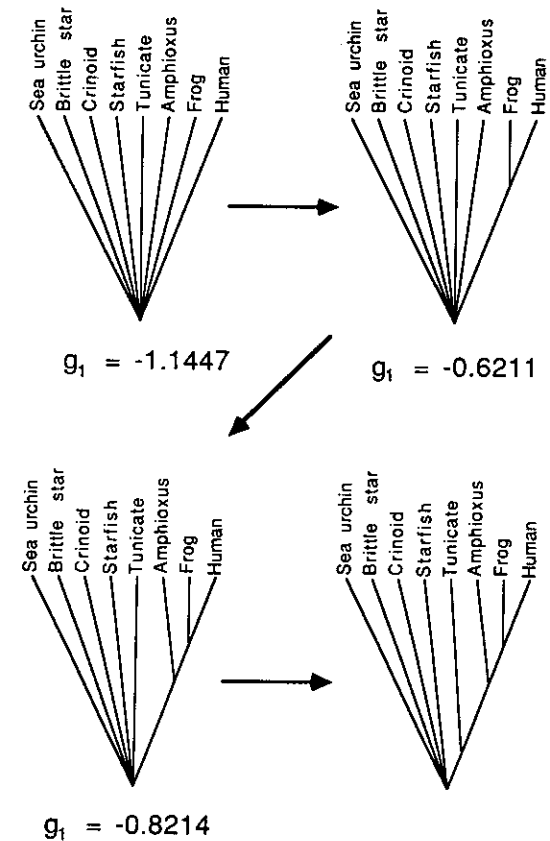 Sea urchin
Brittle star
Crinoid
Starfish
Tunicate
Amphioxus
Frog
Human
g₁ = -1.1447
Sea urchin
Brittle star
Crinoid
Starfish
Tunicate
Amphioxus
Frog
Human
g₁ = -0.6211
Sea urchin
Brittle star
Crinoid
Starfish
Tunicate
Amphioxus
Frog
Human
g₁ = -0.8214
Sea urchin
Brittle star
Crinoid
Starfish
Tunicate
Amphioxus
Frog
Human